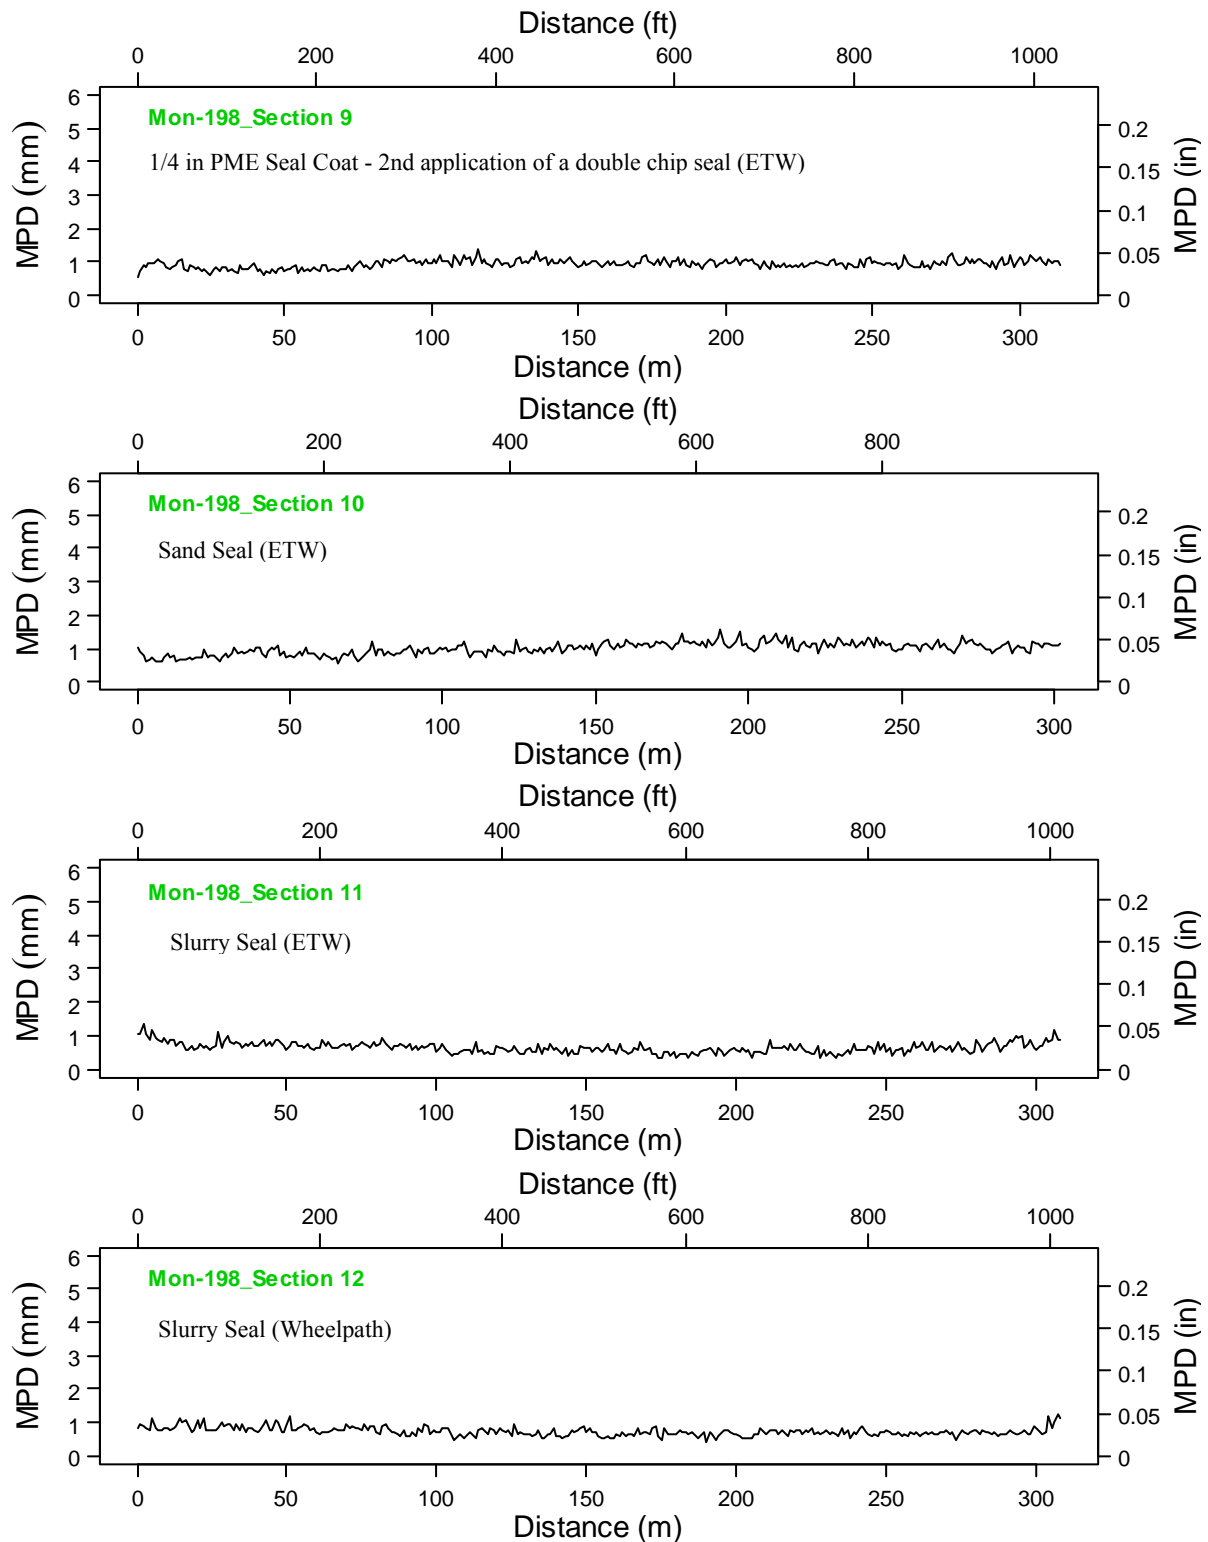 Distance (ft)
0 200 400 600 800 1000
Mon-198_Section 9
1/4 in PME Seal Coat - 2nd application of a double chip seal (ETW)
MPD (mm)
6
5
4
3
2
1
0
MPD (in)
0.2
0.15
0.1
0.05
0
0 50 100 150 200 250 300
Distance (m)
Distance (ft)
0 200 400 600 800
Mon-198_Section 10
Sand Seal (ETW)
MPD (mm)
6
5
4
3
2
1
0
MPD (in)
0.2
0.15
0.1
0.05
0
0 50 100 150 200 250 300
Distance (m)
Distance (ft)
0 200 400 600 800 1000
Mon-198_Section 11
Slurry Seal (ETW)
MPD (mm)
6
5
4
3
2
1
0
MPD (in)
0.2
0.15
0.1
0.05
0
0 50 100 150 200 250 300
Distance (m)
Distance (ft)
0 200 400 600 800 1000
Mon-198_Section 12
Slurry Seal (Wheelpath)
MPD (mm)
6
5
4
3
2
1
0
MPD (in)
0.2
0.15
0.1
0.05
0
0 50 100 150 200 250 300
Distance (m)